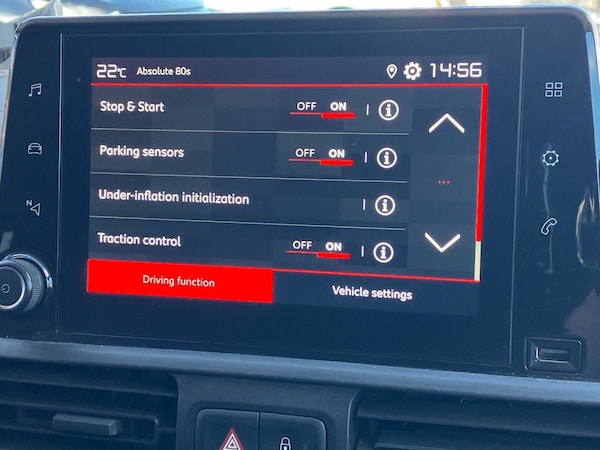 22°C Absolute 80s 14:56
Stop & Start OFF ON
Parking sensors OFF ON
Under-inflation initialization
Traction control OFF ON
Driving function Vehicle settings
N